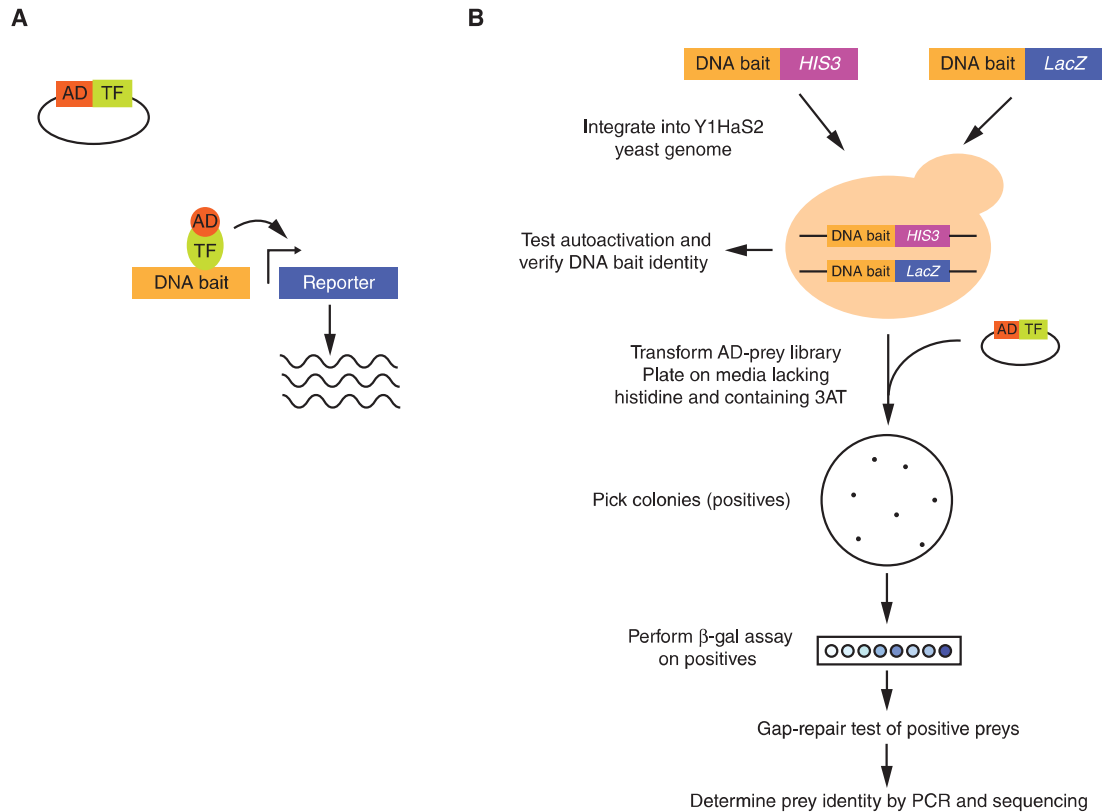 A
AD TF
AD
TF
DNA bait
Reporter
B
DNA bait HIS3
DNA bait LacZ
Integrate into Y1HaS2
yeast genome
DNA bait HIS3
DNA bait LacZ
Test autoactivation and
verify DNA bait identity
AD TF
Transform AD-prey library
Plate on media lacking
histidine and containing 3AT
Pick colonies (positives)
Perform β-gal assay
on positives
Gap-repair test of positive preys
Determine prey identity by PCR and sequencing